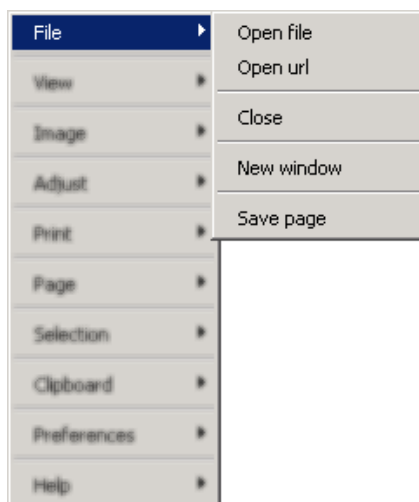 File
Open file
Open url
Close
New window
Save page
View
Image
Adjust
Print
Page
Selection
Clipboard
Preferences
Help